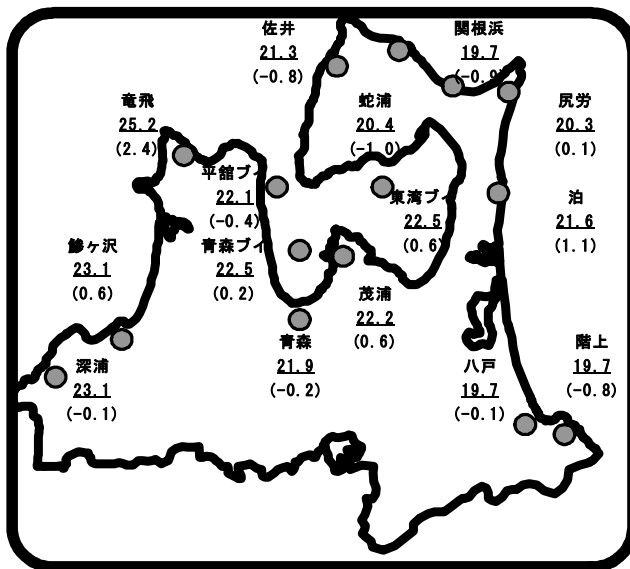 佐井
21.3
(-0.8)
関根浜
19.7
(-0.9)
竜飛
25.2
(2.4)
蛇浦
20.4
(-1.0)
尻労
20.3
(0.1)
平舘ブイ
22.1
(-0.4)
東湾ブイ
22.5
(0.6)
泊
21.6
(1.1)
鰺ヶ沢
23.1
(0.6)
青森ブイ
22.5
(0.2)
茂浦
22.2
(0.6)
深浦
23.1
(-0.1)
青森
21.9
(-0.2)
八戸
19.7
(-0.1)
階上
19.7
(-0.8)